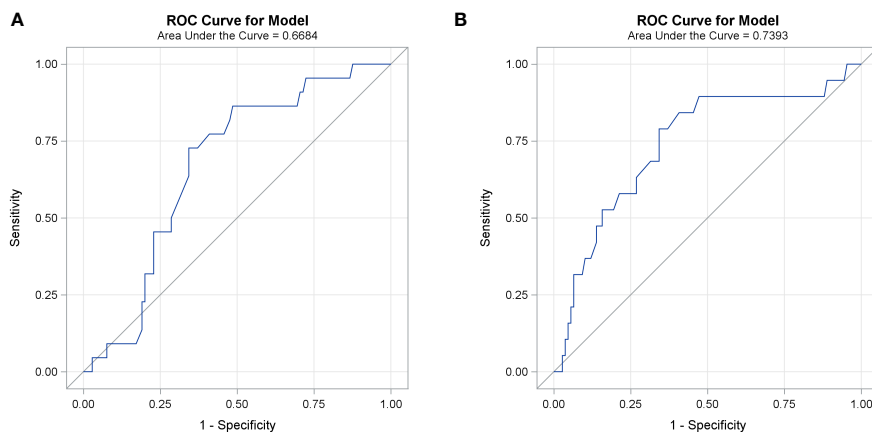 A
ROC Curve for Model
Area Under the Curve = 0.6684
1.00
0.75
0.50
0.25
0.00
Sensitivity
0.00 0.25 0.50 0.75 1.00
1 - Specificity
B
ROC Curve for Model
Area Under the Curve = 0.7393
1.00
0.75
0.50
0.25
0.00
Sensitivity
0.00 0.25 0.50 0.75 1.00
1 - Specificity